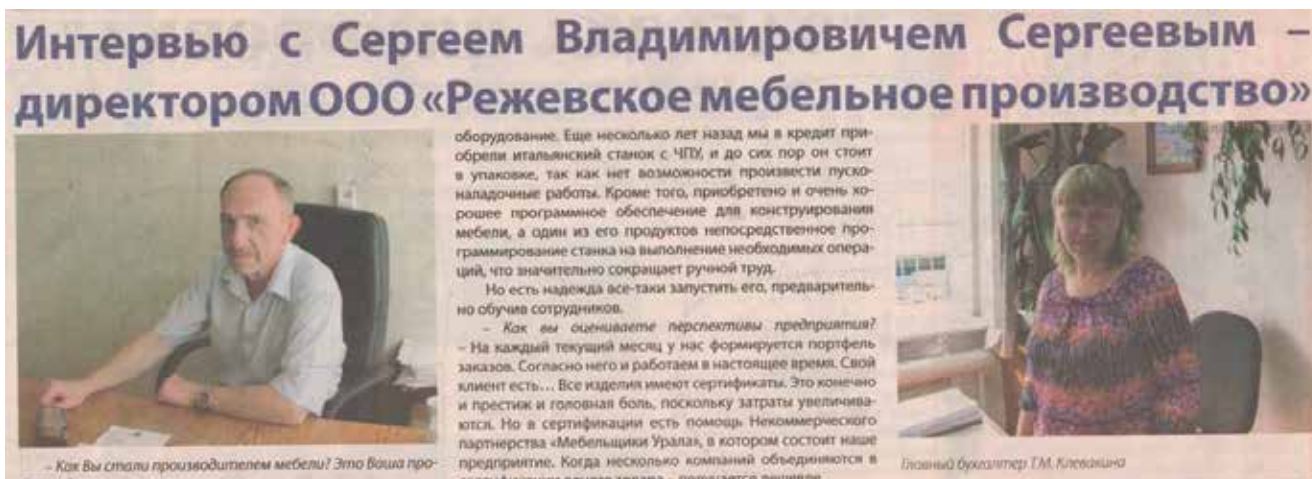 Интервью с Сергеем Владимировичем Сергеевым –
директором ООО «Режевское мебельное производство»
– Как Вы стали производителем мебели? Это Ваша про-
оборудование. Еще несколько лет назад мы в кредит при-
обрели итальянский станок с ЧПУ, и до сих пор он стоит
в упаковке, так как нет возможности произвести пуско-
наладочные работы. Кроме того, приобретено и очень хо-
рошее программное обеспечение для конструирования
мебели, а один из его продуктов непосредственное про-
граммирование станка на выполнение необходимых опера-
ций, что значительно сокращает ручной труд.
Но есть надежда все-таки запустить его, предваритель-
но обучив сотрудников.
– Как вы оцениваете перспективы предприятия?
– На каждый текущий месяц у нас формируется портфель
заказов. Согласно него и работаем в настоящее время. Свой
клиент есть… Все изделия имеют сертификаты. Это конечно
и престиж и головная боль, поскольку затраты увеличива-
ются. Но в сертификации есть помощь Некоммерческого
партнерства «Мебельщики Урала», в котором состоит наше
предприятие. Когда несколько компаний объединяются в
Главный бухгалтер Т.М. Клевакина